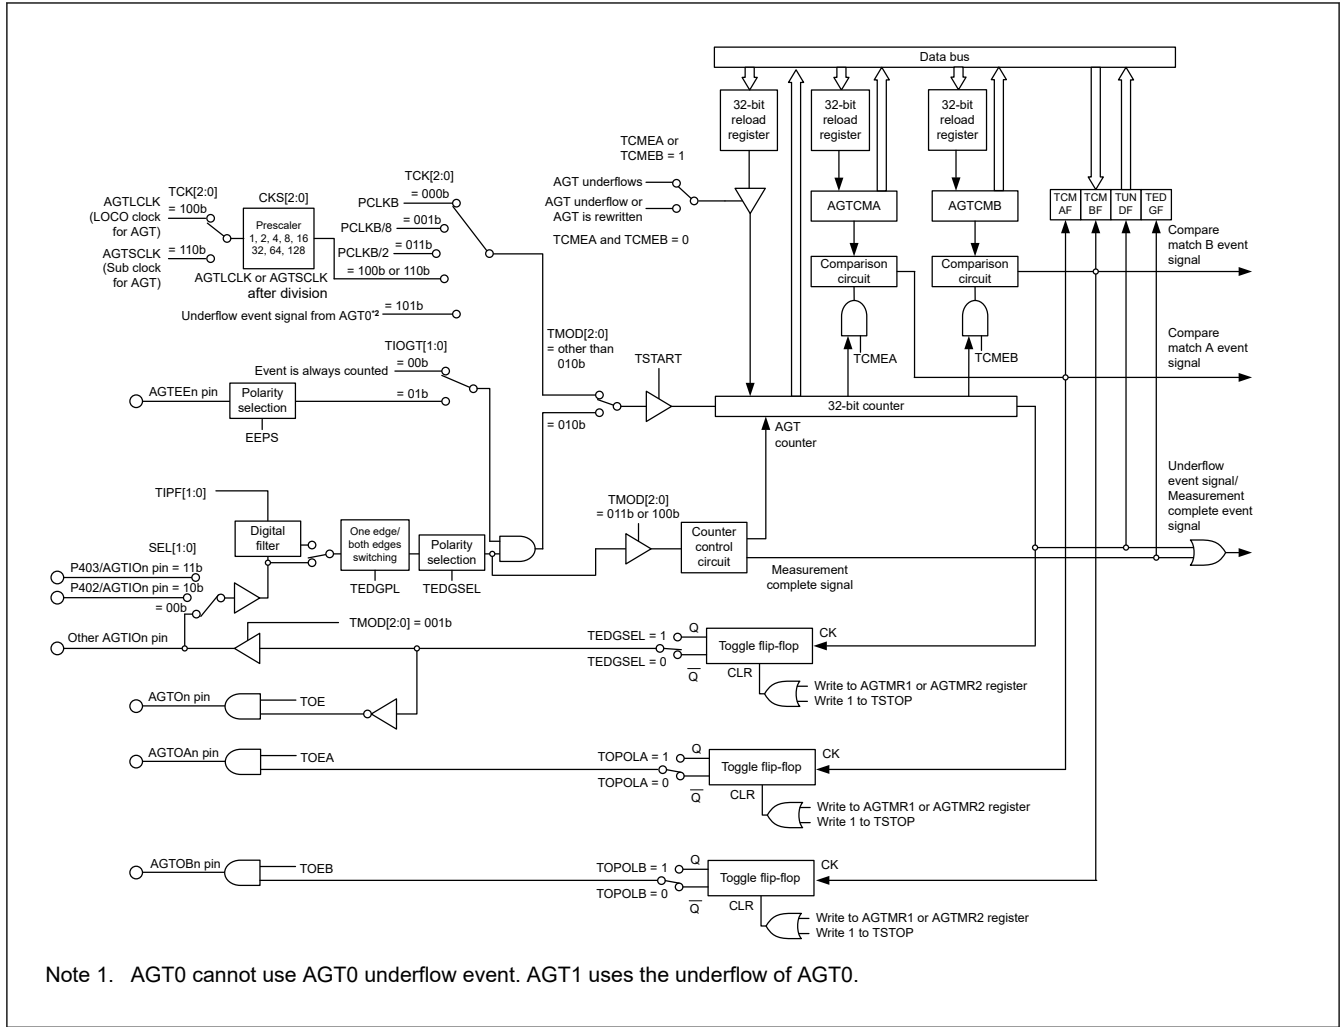 Data bus
32-bit
reload
register
32-bit
reload
register
32-bit
reload
register
TCMEA or
TCMEB = 1
AGT underflows
AGT underflow or
AGT is rewritten
TCMEA and TCMEB = 0
AGTCMA
AGTCMB
TCM
AF
TCM
BF
TUN
DF
TED
GF
Comparison
circuit
Comparison
circuit
TCMEA
TCMEB
Compare
match B event
signal
Compare
match A event
signal
Underflow
event signal/
Measurement
complete event
signal
TCK[2:0]
AGTLCLK
(LOCO clock
for AGT)
= 100b
AGTSCLK
(Sub clock
for AGT)
= 110b
CKS[2:0]
Prescaler
1, 2, 4, 8, 16
32, 64, 128
AGTLCLK or AGTSCLK
after division
TCK[2:0]
= 000b
PCLKB
= 001b
PCLKB/8
= 011b
PCLKB/2
= 100b or 110b
= 101b
Underflow event signal from AGT0*2
TIOGT[1:0]
= 00b
Event is always counted
= 01b
AGTEEn pin
Polarity
selection
EEPS
TMOD[2:0]
= other than
010b
= 010b
TSTART
32-bit counter
AGT
counter
TIPF[1:0]
Digital
filter
One edge/
both edges
switching
TEDGPL
Polarity
selection
TEDGSEL
TMOD[2:0]
= 011b or 100b
Counter
control
circuit
Measurement
complete signal
SEL[1:0]
P403/AGTIOn pin = 11b
P402/AGTIOn pin = 10b
= 00b
Other AGTIOn pin
TMOD[2:0] = 001b
TEDGSEL = 1
TEDGSEL = 0
Q
Q
Toggle flip-flop
CK
CLR
Write to AGTMR1 or AGTMR2 register
Write 1 to TSTOP
AGTOn pin
TOE
AGTOAn pin
TOEA
TOPOLA = 1
TOPOLA = 0
Q
Q
Toggle flip-flop
CK
CLR
Write to AGTMR1 or AGTMR2 register
Write 1 to TSTOP
AGTOBn pin
TOEB
TOPOLB = 1
TOPOLB = 0
Q
Q
Toggle flip-flop
CK
CLR
Write to AGTMR1 or AGTMR2 register
Write 1 to TSTOP
Note 1. AGT0 cannot use AGT0 underflow event. AGT1 uses the underflow of AGT0.